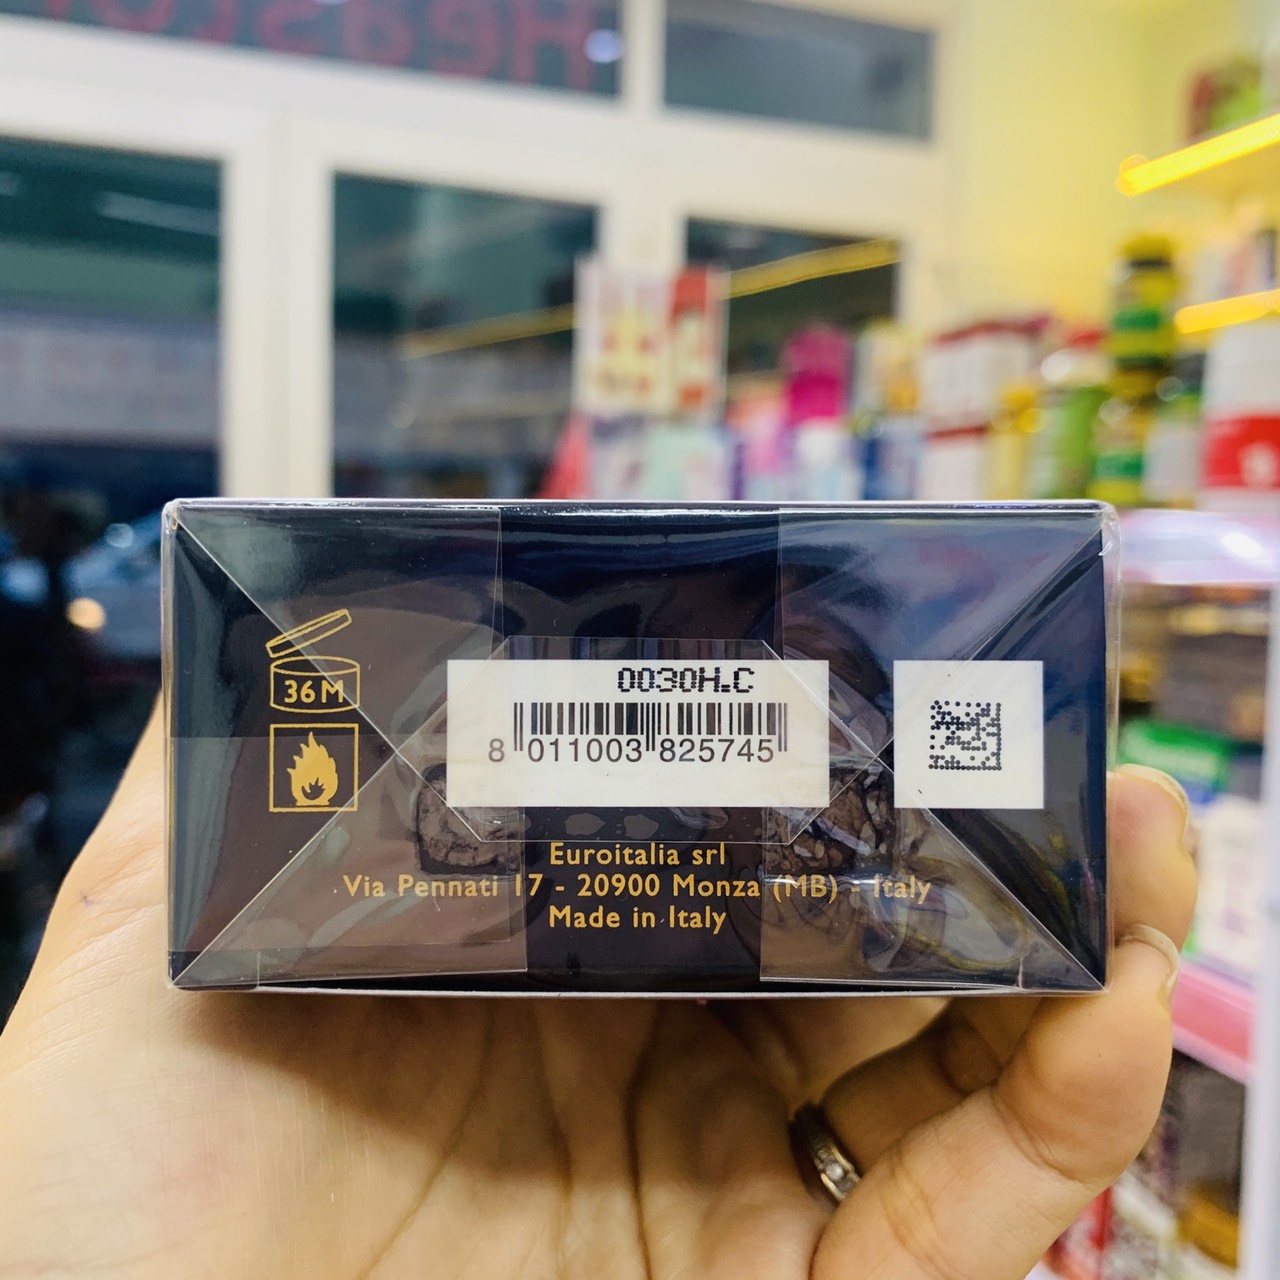 36M
0030H.C
8 011003 825745
Euroitalia srl
Via Pennati 17 - 20900 Monza (MB) - Italy
Made in Italy